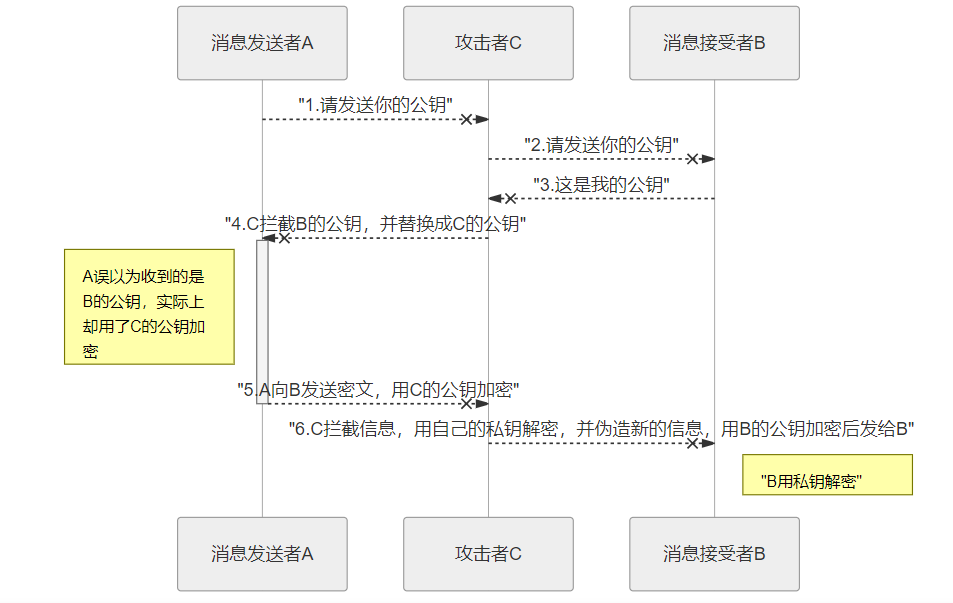 消息发送者A
攻击者C
消息接受者B
"1.请发送你的公钥"
"2.请发送你的公钥"
"3.这是我的公钥"
"4.C拦截B的公钥，并替换成C的公钥"
A误以为收到的是
B的公钥，实际上
却用了C的公钥加
密
"5.A向B发送密文，用C的公钥加密"
"6.C拦截信息，用自己的私钥解密，并伪造新的信息，用B的公钥加密后发给B"
"B用私钥解密"
消息发送者A
攻击者C
消息接受者B